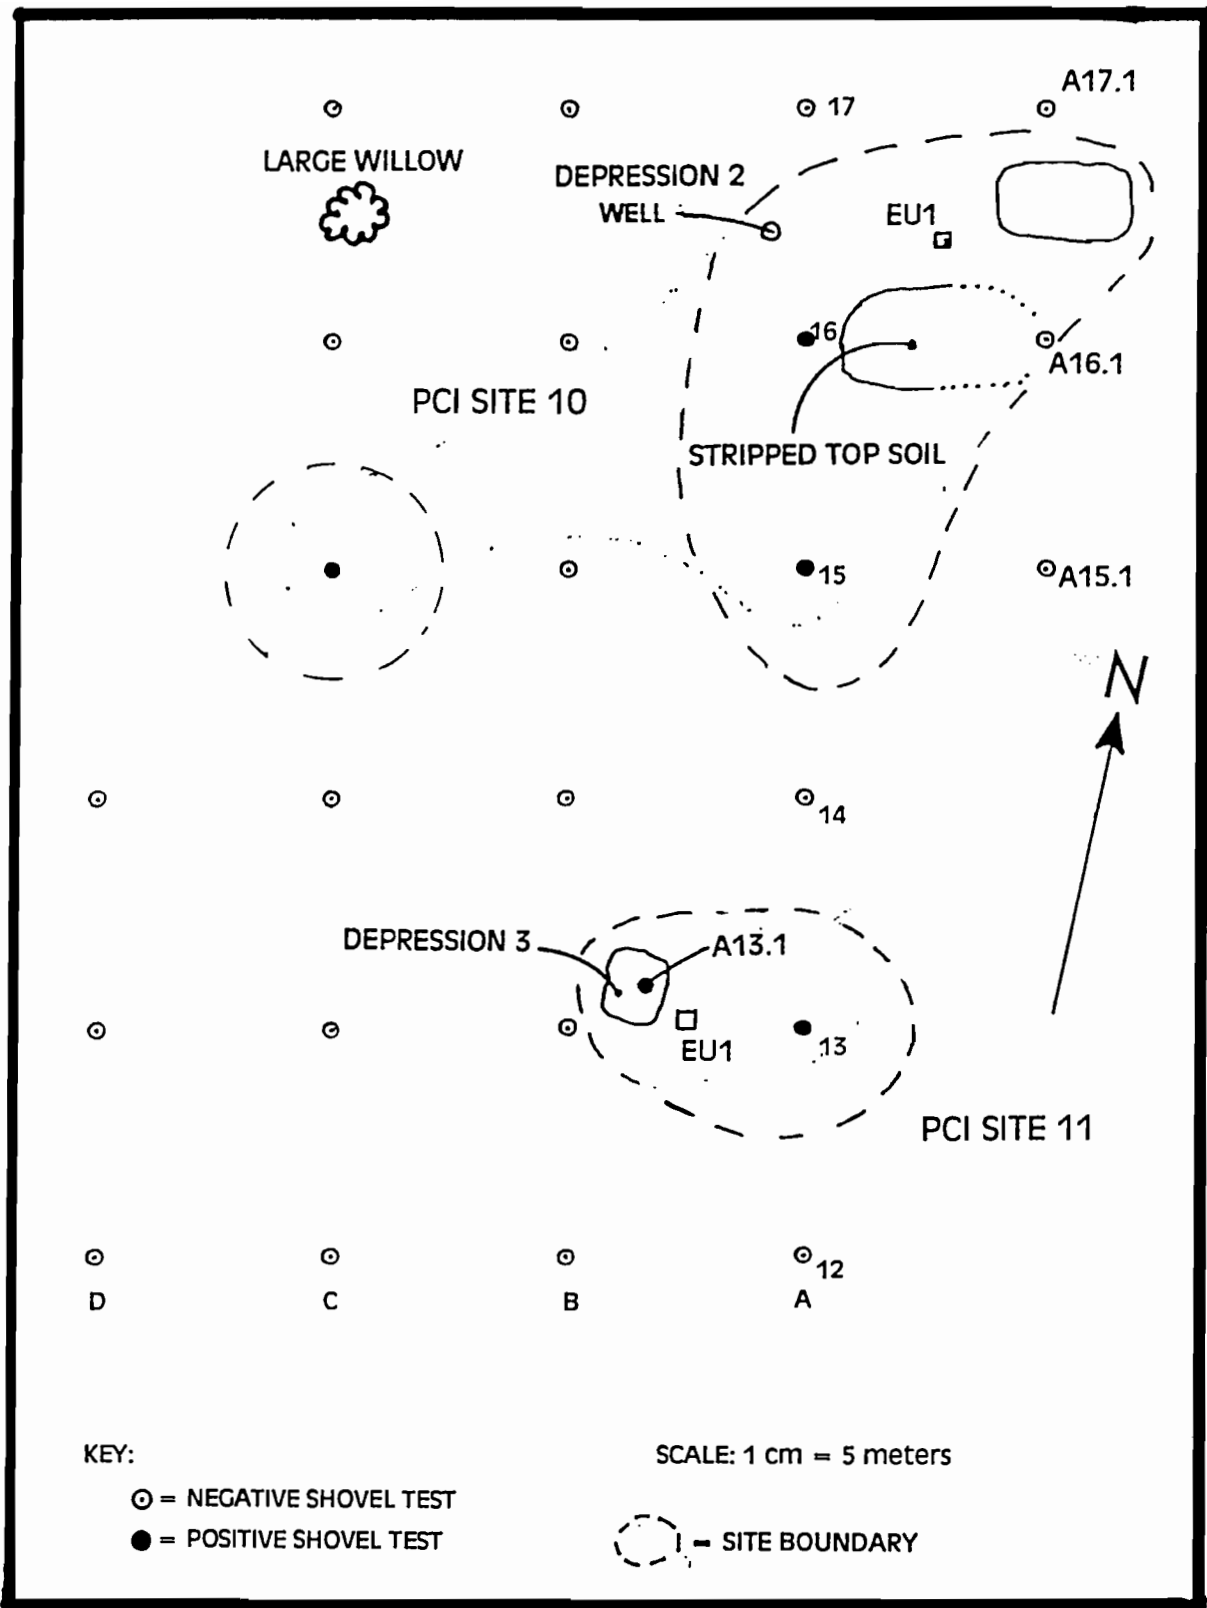 A17.1
17
LARGE WILLOW
DEPRESSION 2
WELL
EU1
16
A16.1
PCI SITE 10
STRIPPED TOP SOIL
15
A15.1
N
14
DEPRESSION 3
A13.1
13
EU1
PCI SITE 11
12
D C B A
KEY:
SCALE: 1 cm = 5 meters
= NEGATIVE SHOVEL TEST
= POSITIVE SHOVEL TEST
= SITE BOUNDARY